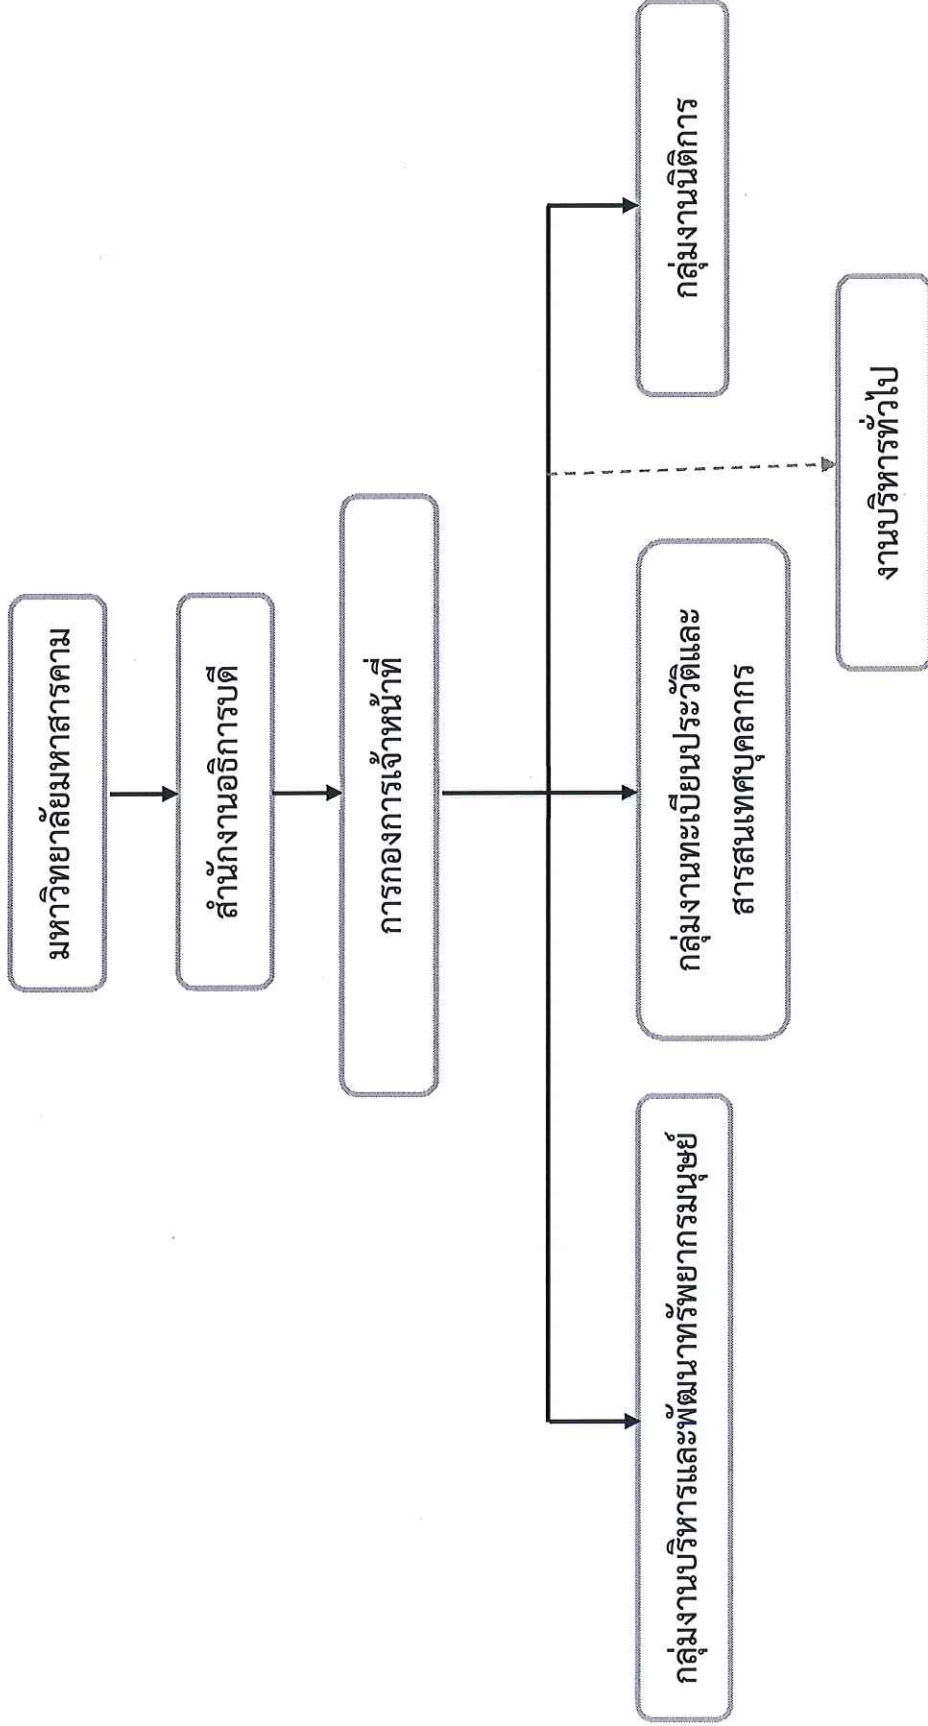 มหาวิทยาลัยมหาสารคาม
สำนักงานอธิการบดี
การกองการเจ้าหน้าที่
กลุ่มงานบริหารและพัฒนาทรัพยากรมนุษย์
กลุ่มงานทะเบียนประวัติและ
สารสนเทศบุคลากร
กลุ่มงานนิติการ
งานบริหารทั่วไป